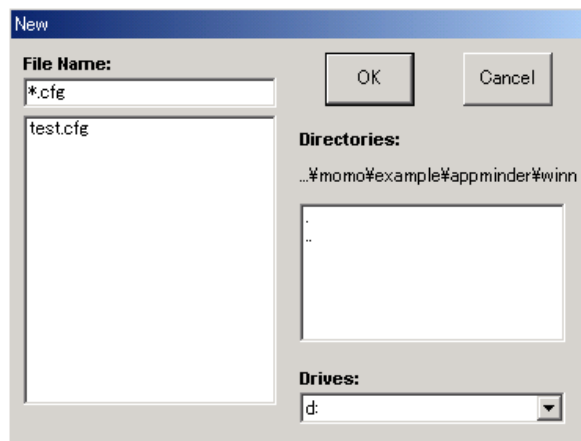 New
File Name:
*.cfg
test.cfg
OK
Cancel
Directories:
...¥momo¥example¥appminder¥winn
.
..
Drives:
d: